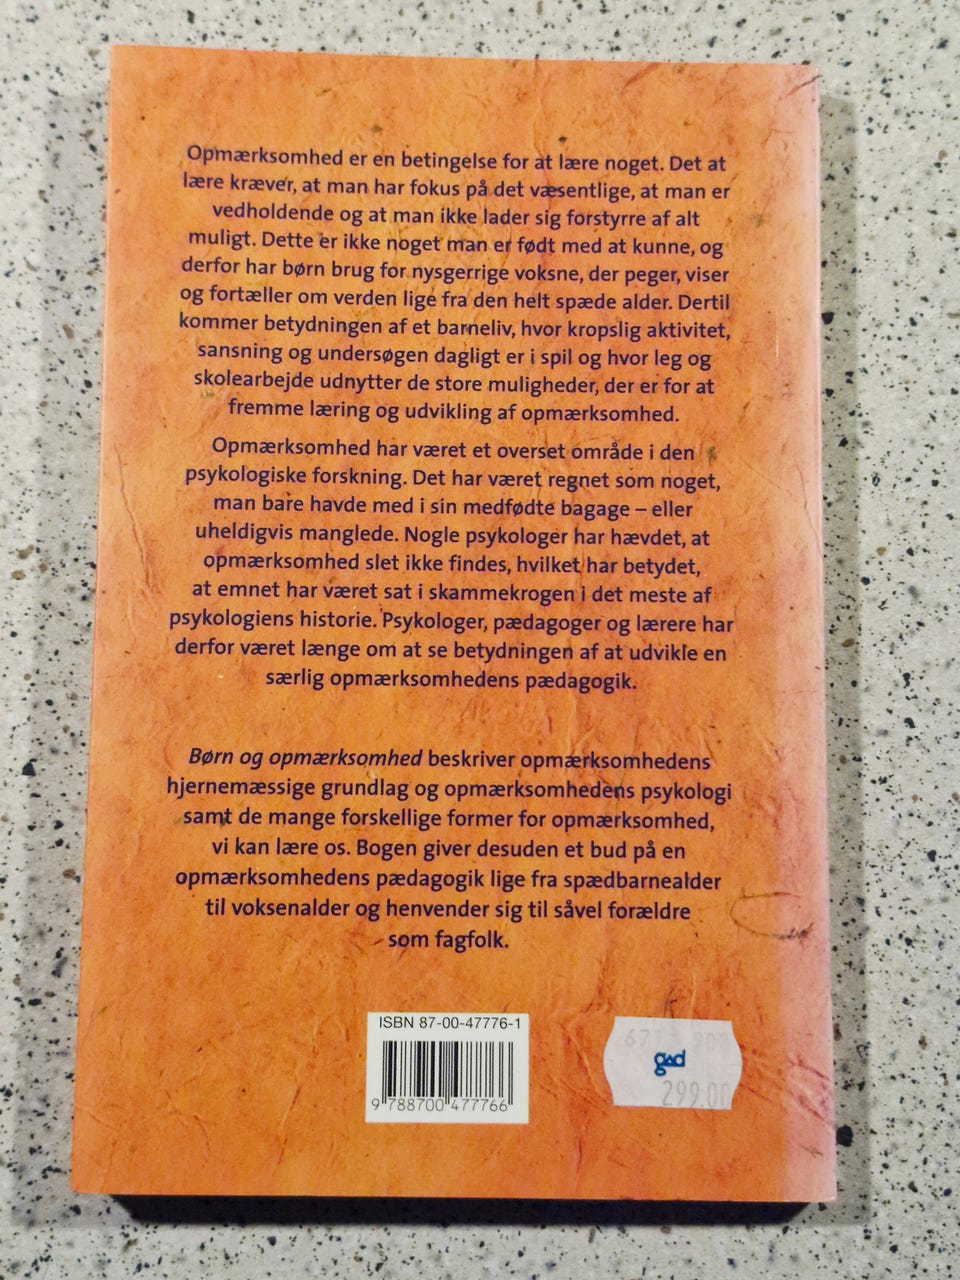 Opmærksomhed er en betingelse for at lære noget. Det at
lære kræver, at man har fokus på det væsentlige, at man er
vedholdende og at man ikke lader sig forstyrre af alt
muligt. Dette er ikke noget man er født med at kunne, og
derfor har børn brug for nysgerrige voksne, der peger, viser
og fortæller om verden lige fra den helt spæde alder. Dertil
kommer betydningen af et barneliv, hvor kropslig aktivitet,
sansning og undersøgen dagligt er i spil og hvor leg og
skolearbejde udnytter de store muligheder, der er for at
fremme læring og udvikling af opmærksomhed.
Opmærksomhed har været et overset område i den
psykologiske forskning. Det har været regnet som noget,
man bare havde med i sin medfødte bagage – eller
uheldigvis manglede. Nogle psykologer har hævdet, at
opmærksomhed slet ikke findes, hvilket har betydet,
at emnet har været sat i skammekrogen i det meste af
psykologiens historie. Psykologer, pædagoger og lærere har
derfor været længe om at se betydningen af at udvikle en
særlig opmærksomhedens pædagogik.
Børn og opmærksomhed beskriver opmærksomhedens
hjernemæssige grundlag og opmærksomhedens psykologi
samt de mange forskellige former for opmærksomhed,
vi kan lære os. Bogen giver desuden et bud på en
opmærksomhedens pædagogik lige fra spædbarnealder
til voksenalder og henvender sig til såvel forældre
som fagfolk.
ISBN 87-00-47776-1
9 788700 477766
gad
299.00